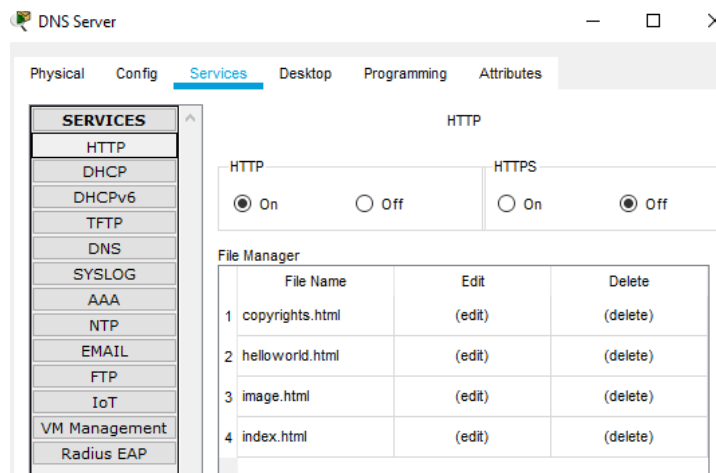 DNS Server
Physical Config Services Desktop Programming Attributes
SERVICES
HTTP
DHCP
DHCPv6
TFTP
DNS
SYSLOG
AAA
NTP
EMAIL
FTP
IoT
VM Management
Radius EAP
HTTP
HTTP HTTPS
On Off On Off
File Manager
File Name Edit Delete
1 copyrights.html (edit) (delete)
2 helloworld.html (edit) (delete)
3 image.html (edit) (delete)
4 index.html (edit) (delete)